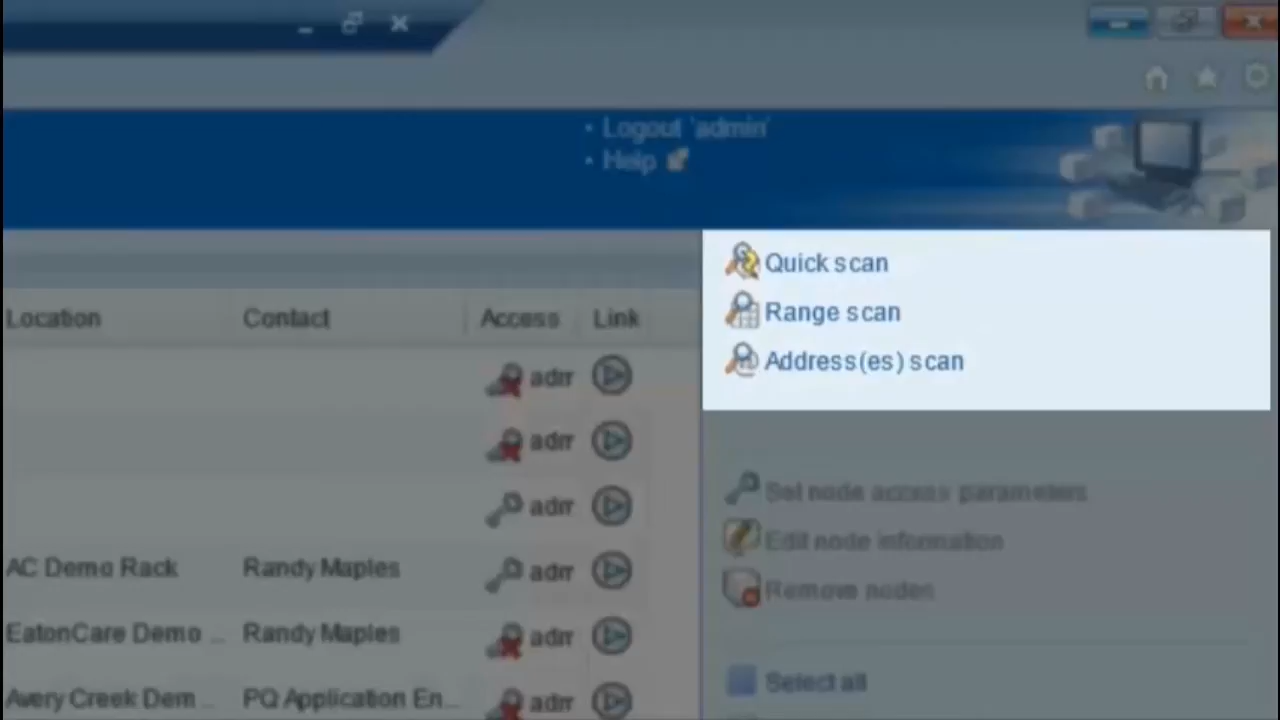 Logout 'admin'
Help
Quick scan
Range scan
Address(es) scan
Location Contact Access Link
adm
adm
adm
AC Demo Rack Randy Maples adm
EatonCare Demo ... Randy Maples adm
Avery Creek Dem... PQ Application En... adm
Set node access parameters
Edit node information
Remove nodes
Select all